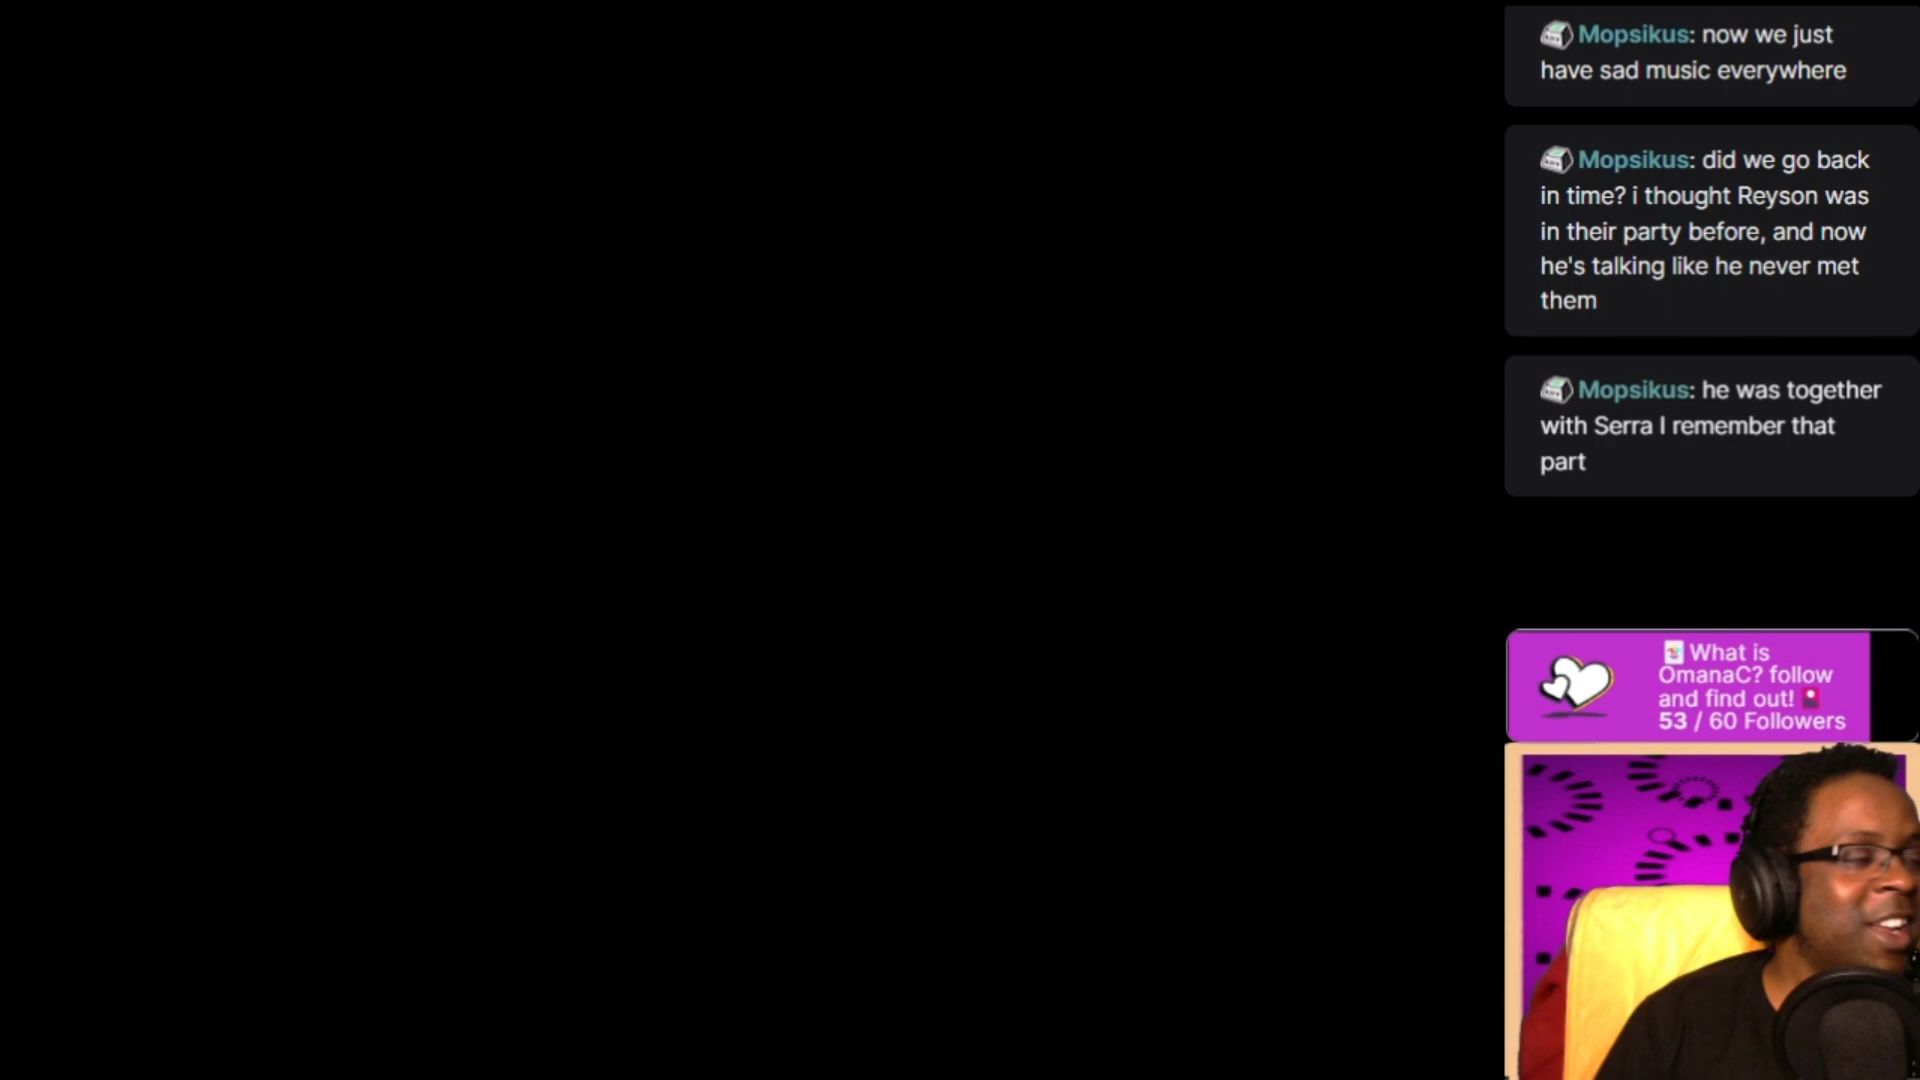 Mopsikus: now we just
have sad music everywhere
Mopsikus: did we go back
in time? i thought Reyson was
in their party before, and now
he's talking like he never met
them
Mopsikus: he was together
with Serra I remember that
part
What is
OmanaC? follow
and find out!
53 / 60 Followers